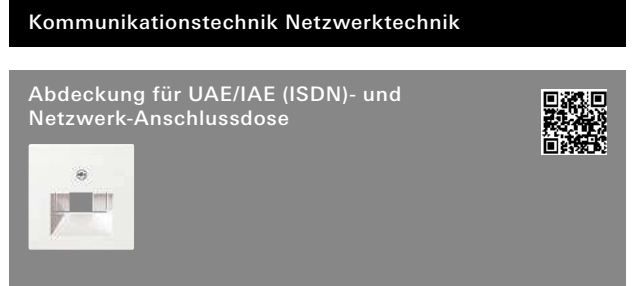 Kommunikationstechnik Netzwerktechnik
Abdeckung für UAE/IAE (ISDN)- und
Netzwerk-Anschlussdose